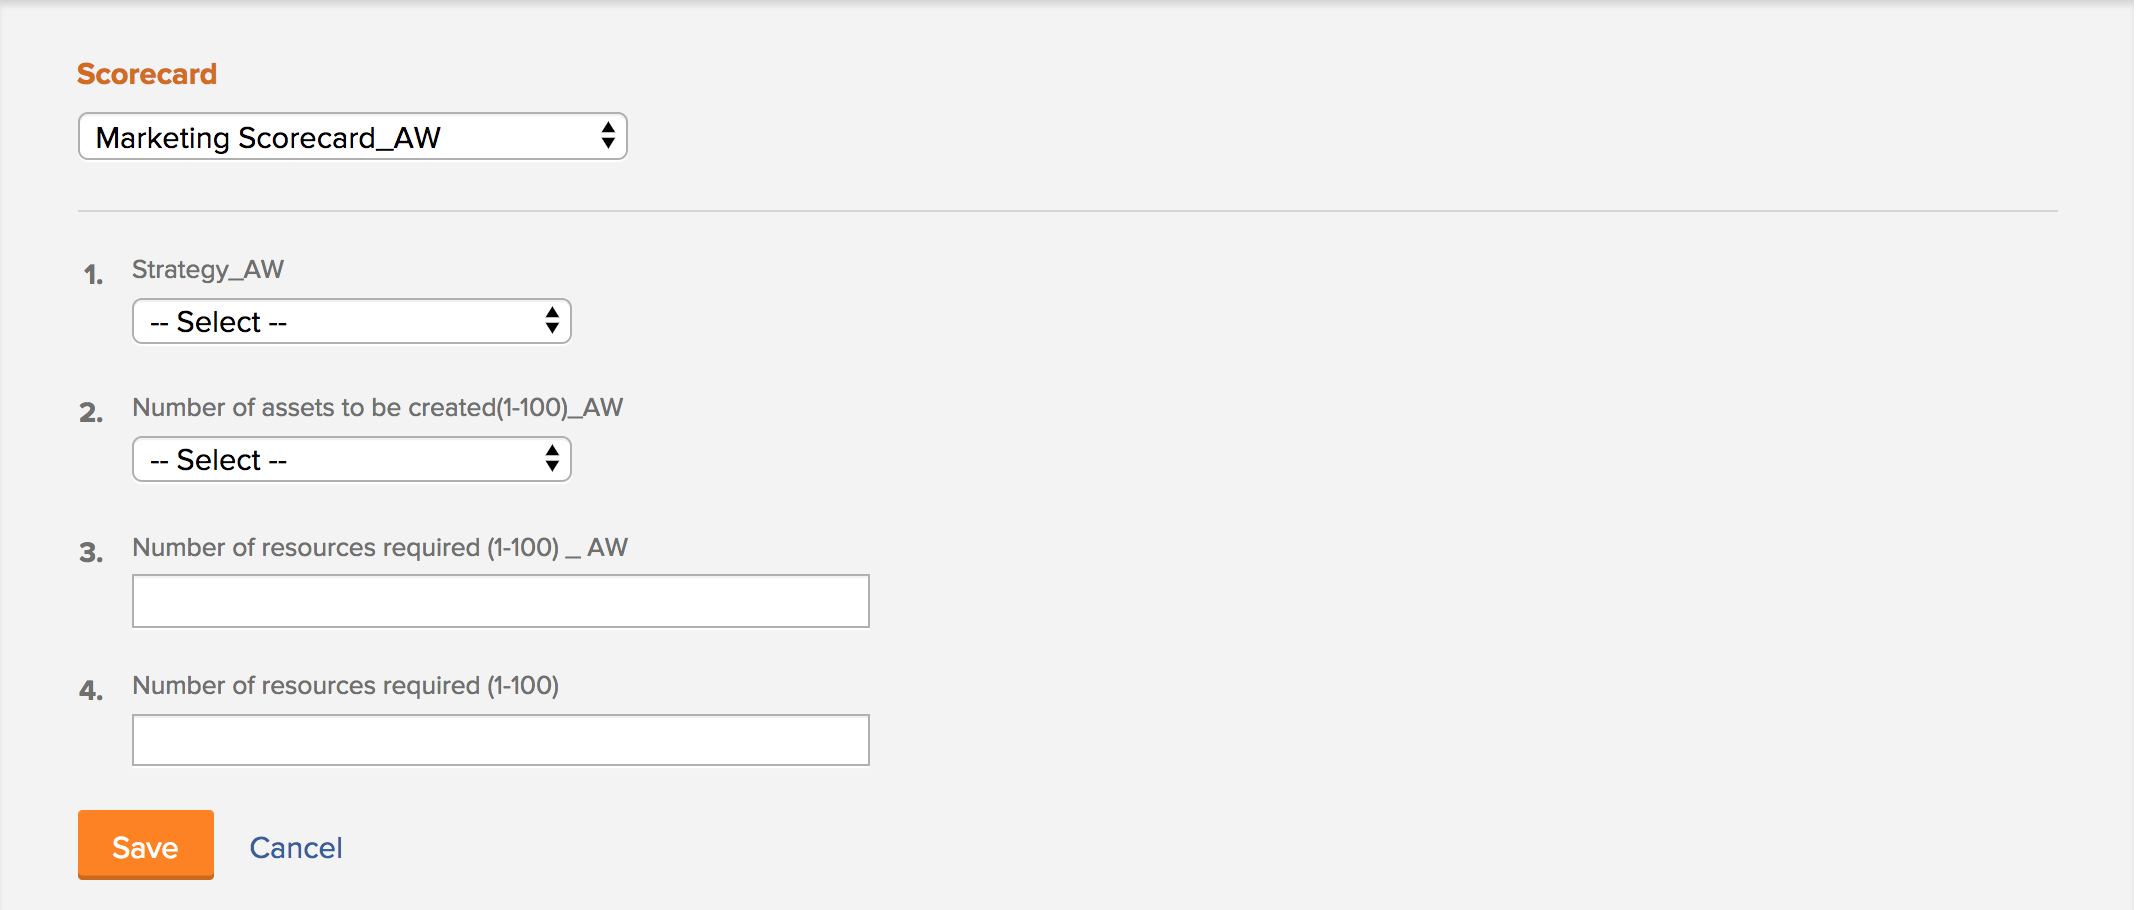 Scorecard
Marketing Scorecard_AW
1. Strategy_AW
-- Select --
2. Number of assets to be created(1-100)_AW
-- Select --
3. Number of resources required (1-100) _ AW
4. Number of resources required (1-100)
Save Cancel